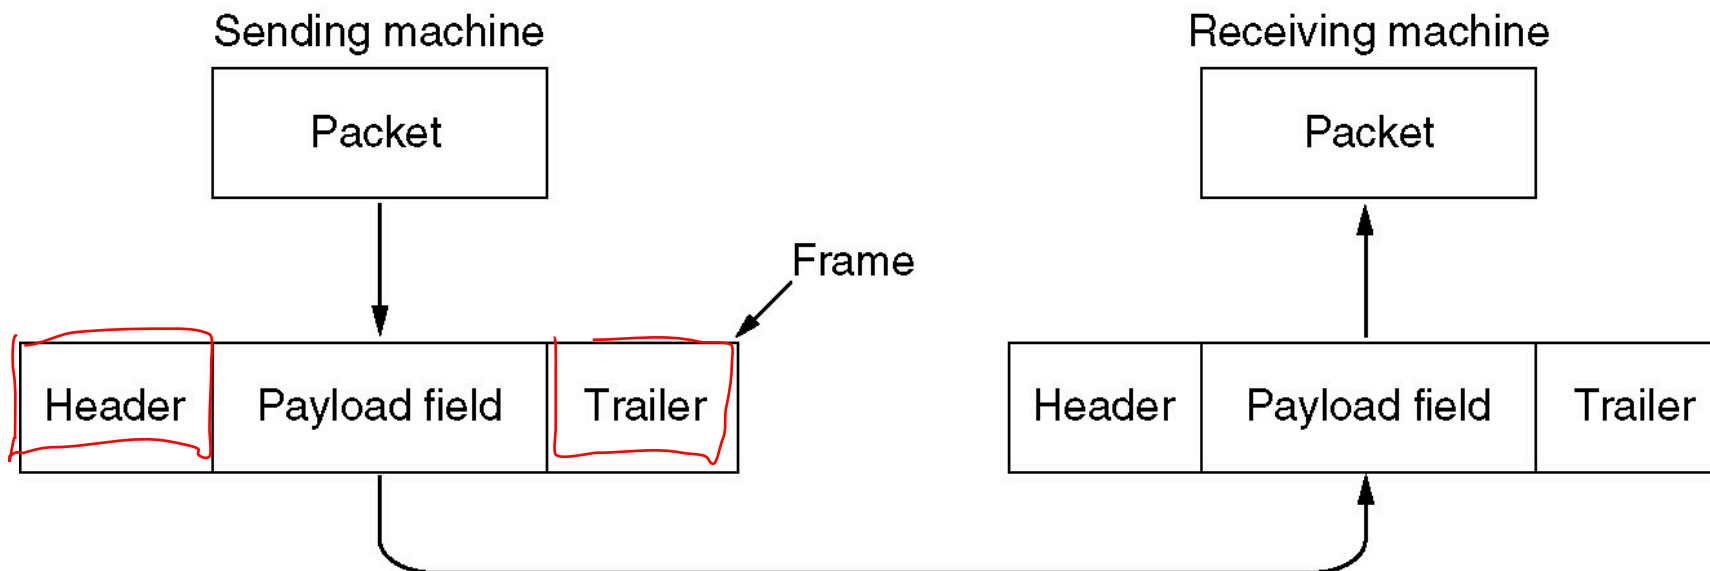 Sending machine
Receiving machine
Packet
Packet
Frame
Header
Payload field
Trailer
Header
Payload field
Trailer